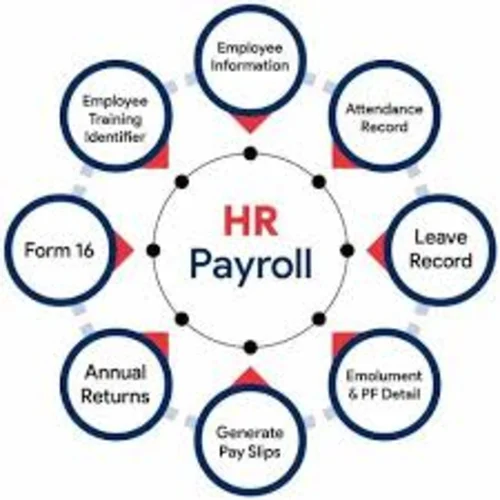 HR
Payroll
Employee
Information
Attendance
Record
Leave
Record
Emolument
& PF Detail
Generate
Pay Slips
Annual
Returns
Form 16
Employee
Training
Identifier